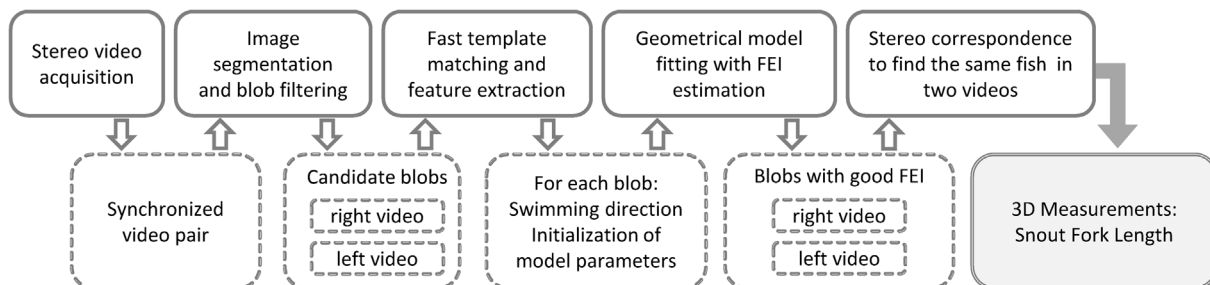 Stereo video
acquisition
Image
segmentation
and blob filtering
Fast template
matching and
feature extraction
Geometrical model
fitting with FEI
estimation
Stereo correspondence
to find the same fish in
two videos
Synchronized
video pair
Candidate blobs
right video
left video
For each blob:
Swimming direction
Initialization of
model parameters
Blobs with good FEI
right video
left video
3D Measurements:
Snout Fork Length